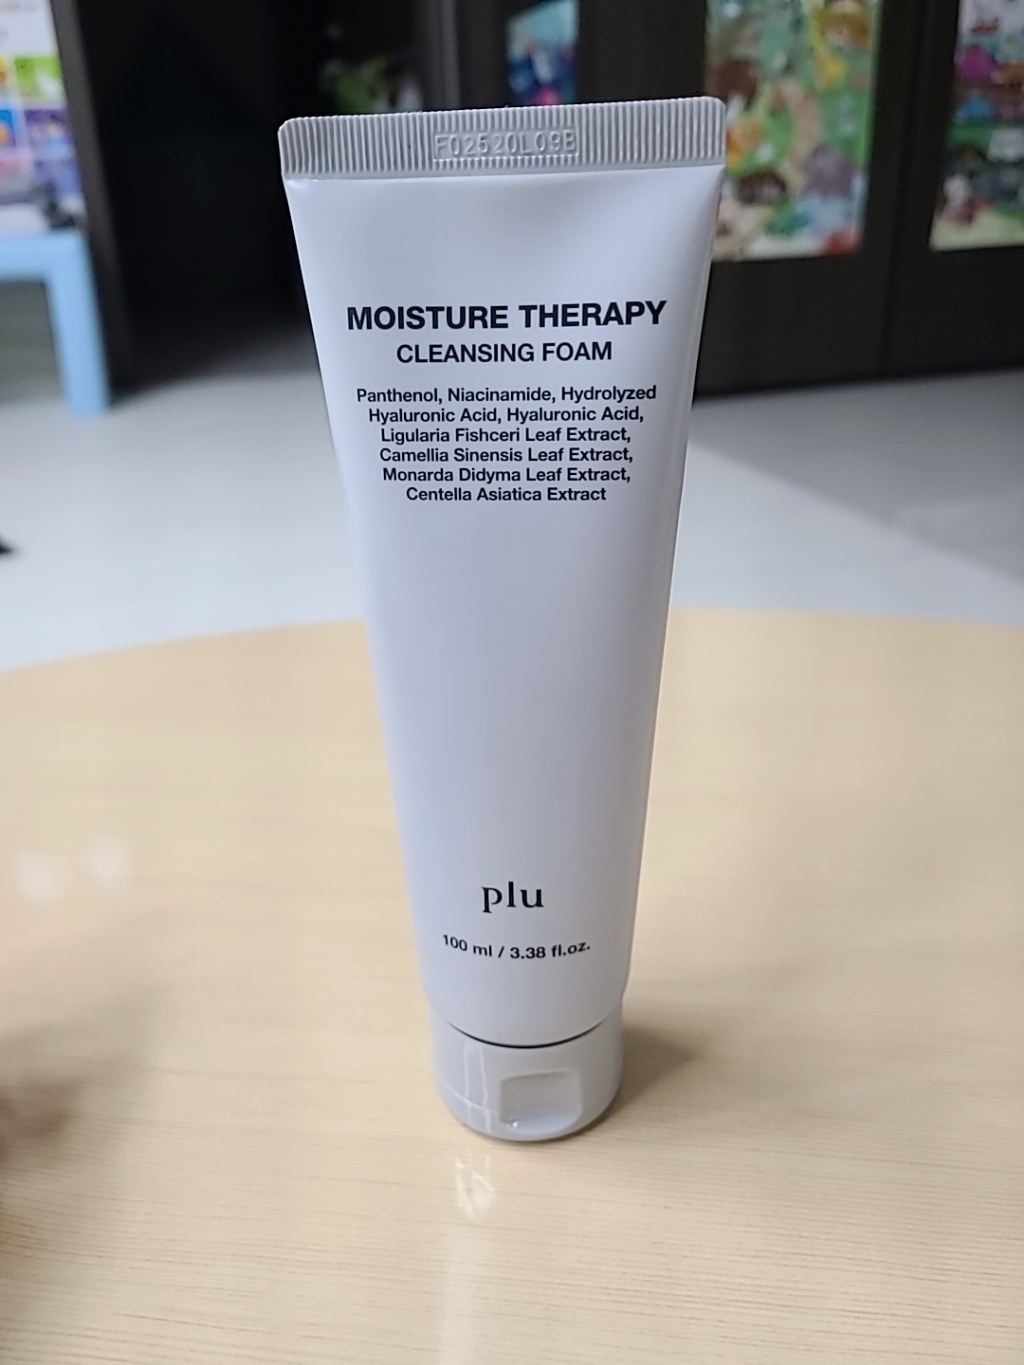 F02520L09B
MOISTURE THERAPY
CLEANSING FOAM
Panthenol, Niacinamide, Hydrolyzed
Hyaluronic Acid, Hyaluronic Acid,
Ligularia Fishceri Leaf Extract,
Camellia Sinensis Leaf Extract,
Monarda Didyma Leaf Extract,
Centella Asiatica Extract
plu
100 ml / 3.38 fl.oz.